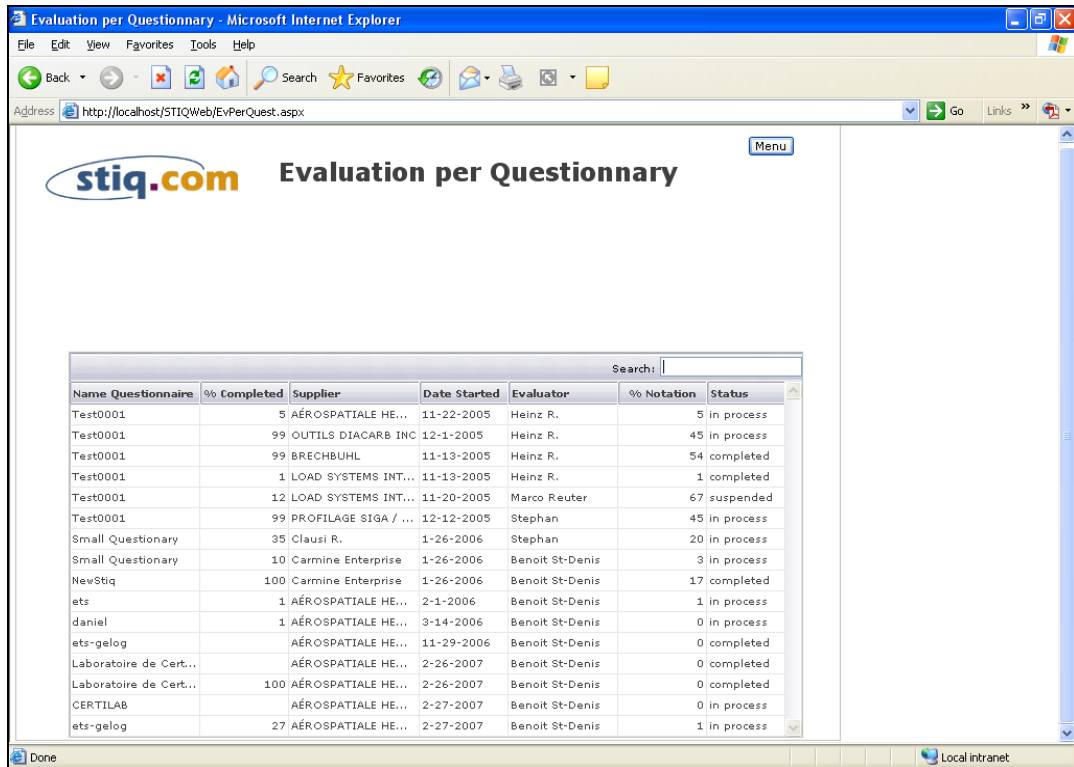 Evaluation per Questionnary - Microsoft Internet Explorer
File Edit View Favorites Tools Help
Back Search Favorites
Address http://localhost/STIQWeb/EvPerQuest.aspx Go Links »
Menu
stiq.com Evaluation per Questionnary
Search:
Name Questionnaire % Completed Supplier Date Started Evaluator % Notation Status
Test0001 5 AÉROSPATIALE HE... 11-22-2005 Heinz R. 5 in process
Test0001 99 OUTILS DIACARB INC 12-1-2005 Heinz R. 45 in process
Test0001 99 BRECHBUHL 11-13-2005 Heinz R. 54 completed
Test0001 1 LOAD SYSTEMS INT... 11-13-2005 Heinz R. 1 completed
Test0001 12 LOAD SYSTEMS INT... 11-20-2005 Marco Reuter 67 suspended
Test0001 99 PROFILAGE SIGA / ... 12-12-2005 Stephan 45 in process
Small Questionary 35 Clausi R. 1-26-2006 Stephan 20 in process
Small Questionary 10 Carmine Enterprise 1-26-2006 Benoit St-Denis 3 in process
NewStiq 100 Carmine Enterprise 1-26-2006 Benoit St-Denis 17 completed
ets 1 AÉROSPATIALE HE... 2-1-2006 Benoit St-Denis 1 in process
daniel 1 AÉROSPATIALE HE... 3-14-2006 Benoit St-Denis 0 in process
ets-gelog AÉROSPATIALE HE... 11-29-2006 Benoit St-Denis 0 completed
Laboratoire de Cert... AÉROSPATIALE HE... 2-26-2007 Benoit St-Denis 0 completed
Laboratoire de Cert... 100 AÉROSPATIALE HE... 2-26-2007 Benoit St-Denis 0 completed
CERTILAB AÉROSPATIALE HE... 2-27-2007 Benoit St-Denis 0 in process
ets-gelog 27 AÉROSPATIALE HE... 2-27-2007 Benoit St-Denis 1 in process
Done Local intranet